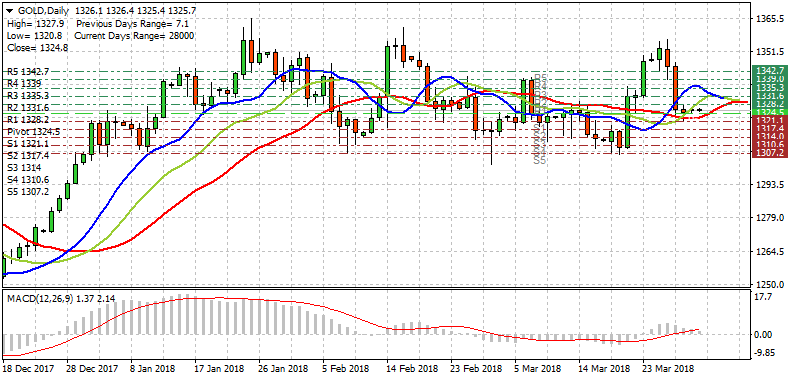 GOLD,Daily 1326.1 1326.4 1325.4 1325.7
High= 1327.9 Previous Days Range= 7.1
Low= 1320.8 Current Days Range= 28000
Close= 1324.8
R5 1342.7
R4 1339
R3 1335.3
R2 1331.6
R1 1328.2
Pivot 1324.5
S1 1321.1
S2 1317.4
S3 1314
S4 1310.6
S5 1307.2
R5
S5
1365.5
1351.5
1342.7
1339.0
1335.3
1331.6
1328.2
1321.1
1317.4
1314.0
1310.6
1307.2
1293.5
1279.0
1264.5
1250.0
MACD(12,26,9) 1.37 2.14
17.7
0.00
-9.85
18 Dec 2017 28 Dec 2017 8 Jan 2018 17 Jan 2018 26 Jan 2018 5 Feb 2018 14 Feb 2018 23 Feb 2018 5 Mar 2018 14 Mar 2018 23 Mar 2018